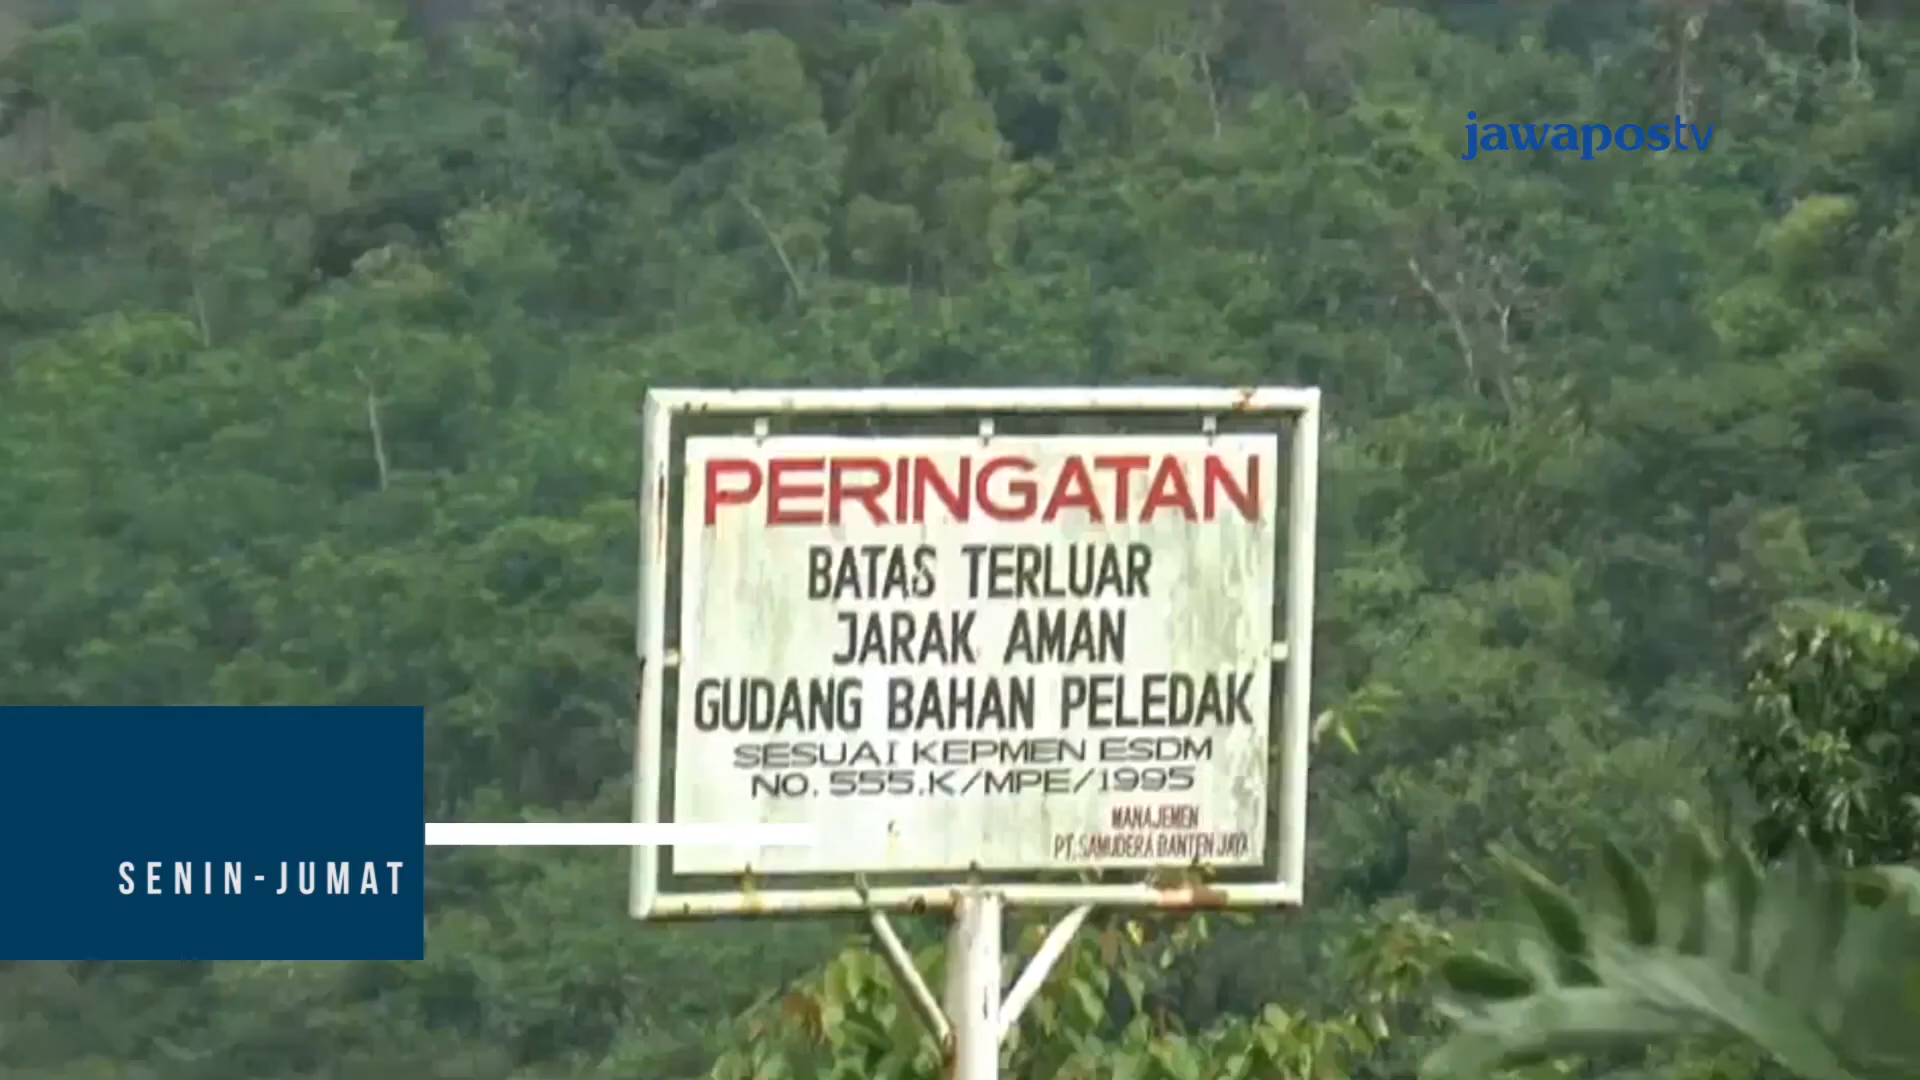 jawapostv
PERINGATAN
BATAS TERLUAR
JARAK AMAN
GUDANG BAHAN PELEDAK
SESUAI KEPMEN ESDM
NO. 555.K/MPE/1995
MANAJEMEN
PT. SAMUDERA BANTEN JAYA
SENIN-JUMAT